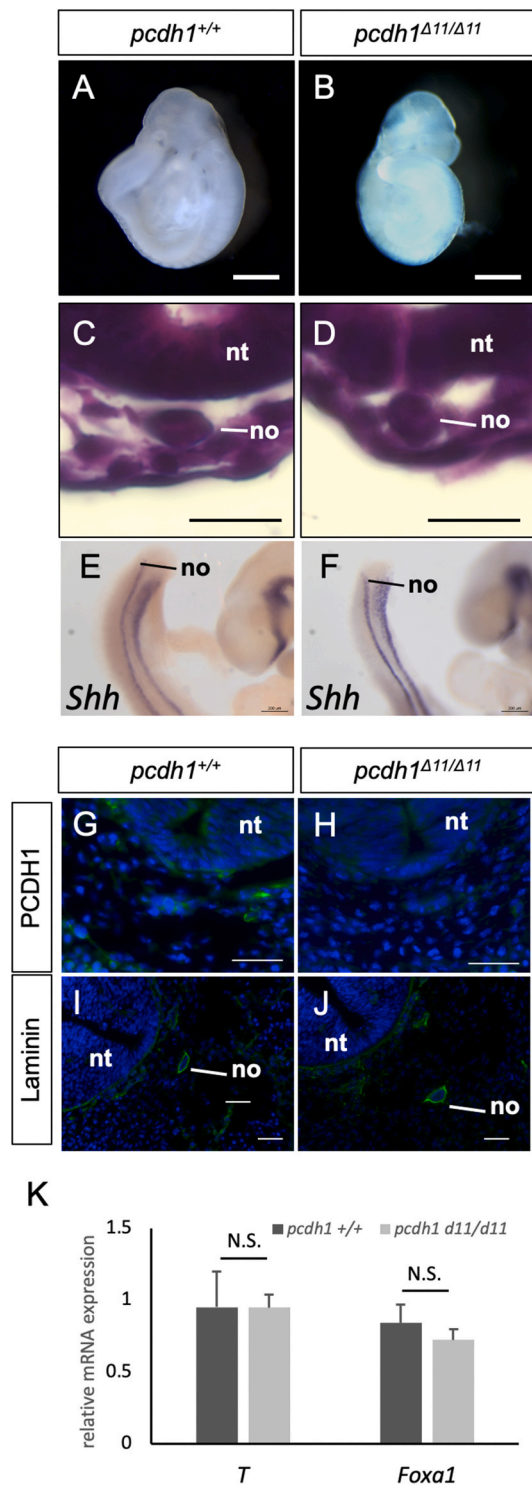 pcdh1+/+ pcdh1Δ11/Δ11
A B
C nt D nt
no no
E no F no
Shh Shh
pcdh1+/+ pcdh1Δ11/Δ11
PCDH1 G nt H nt
Laminin I nt no J nt no
K
1.5 pcdh1 +/+ pcdh1 d11/d11
N.S. N.S.
1
0.5
0
relative mRNA expression
T Foxa1